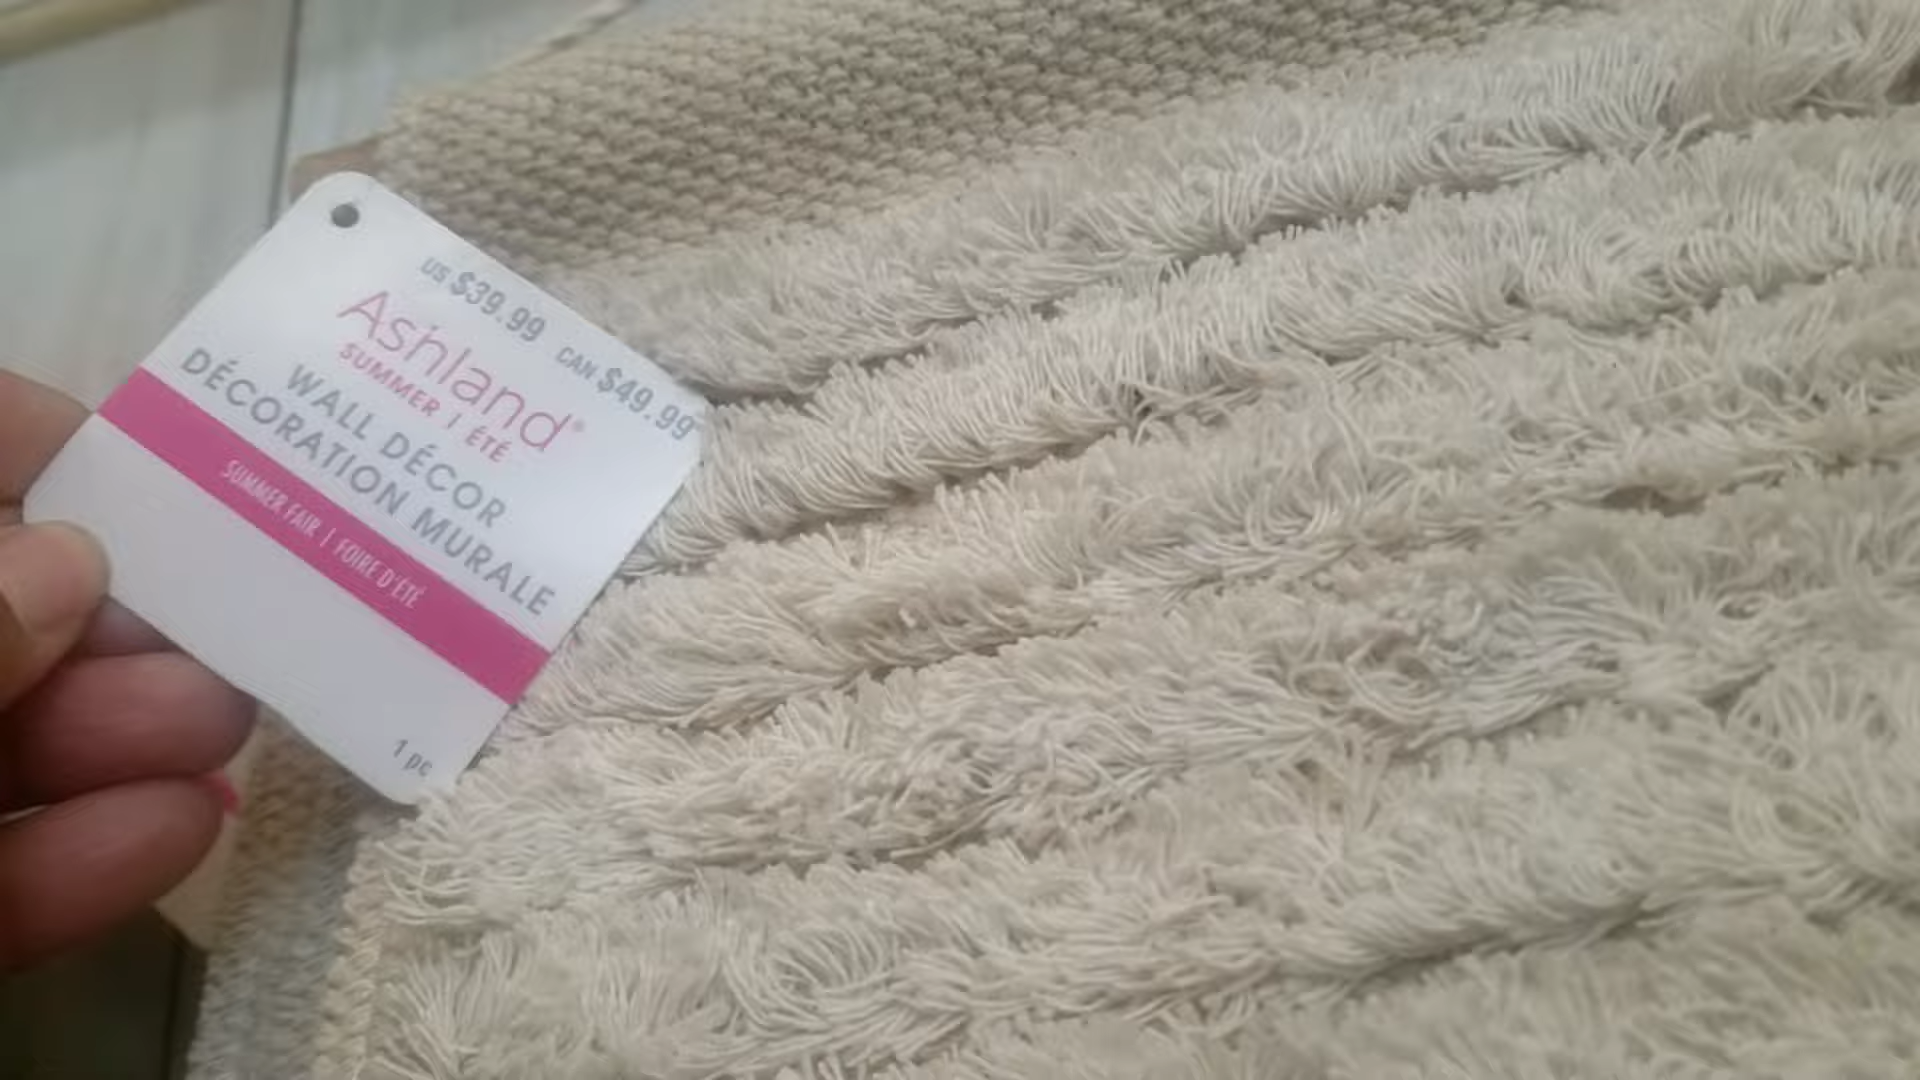 US $39.99 CAN $49.99
Ashland®
SUMMER | ÉTÉ
WALL DÉCOR
DÉCORATION MURALE
SUMMER FAIR | FOIRE D'ÉTÉ
1 pc